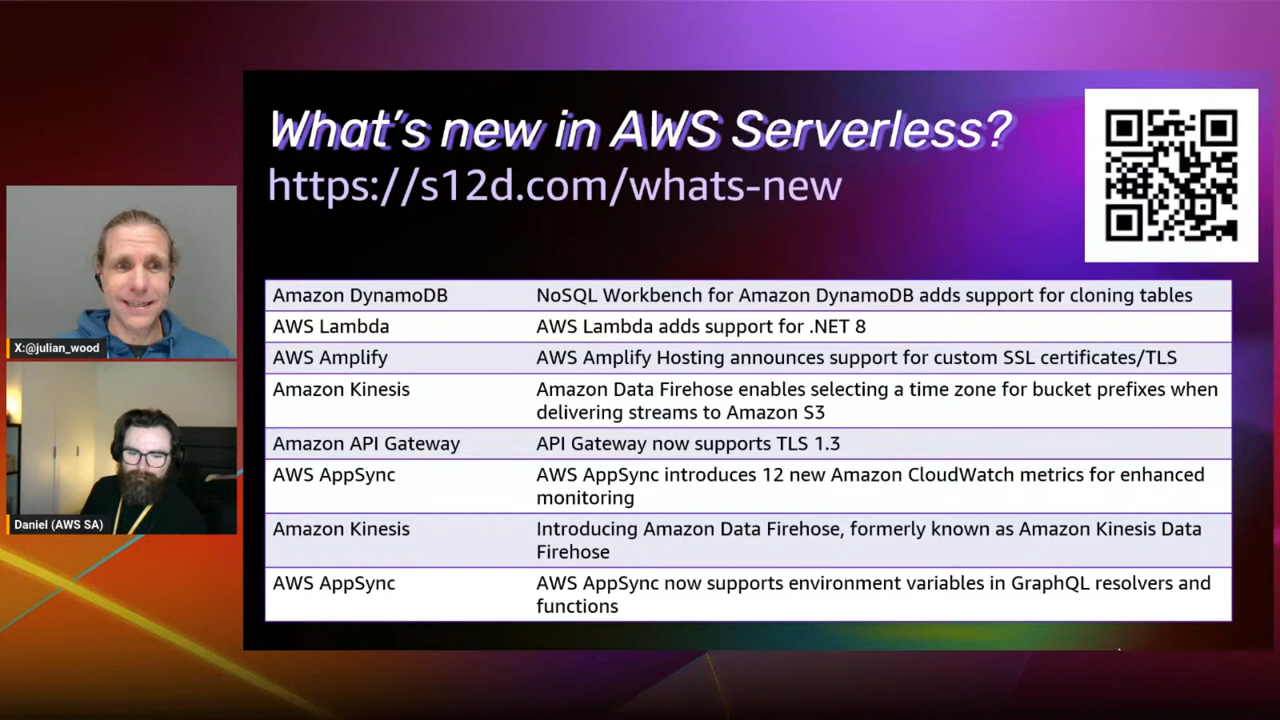 What's new in AWS Serverless?
https://s12d.com/whats-new
X:@julian_wood
Daniel (AWS SA)
Amazon DynamoDB NoSQL Workbench for Amazon DynamoDB adds support for cloning tables
AWS Lambda AWS Lambda adds support for .NET 8
AWS Amplify AWS Amplify Hosting announces support for custom SSL certificates/TLS
Amazon Kinesis Amazon Data Firehose enables selecting a time zone for bucket prefixes when
delivering streams to Amazon S3
Amazon API Gateway API Gateway now supports TLS 1.3
AWS AppSync AWS AppSync introduces 12 new Amazon CloudWatch metrics for enhanced
monitoring
Amazon Kinesis Introducing Amazon Data Firehose, formerly known as Amazon Kinesis Data
Firehose
AWS AppSync AWS AppSync now supports environment variables in GraphQL resolvers and
functions